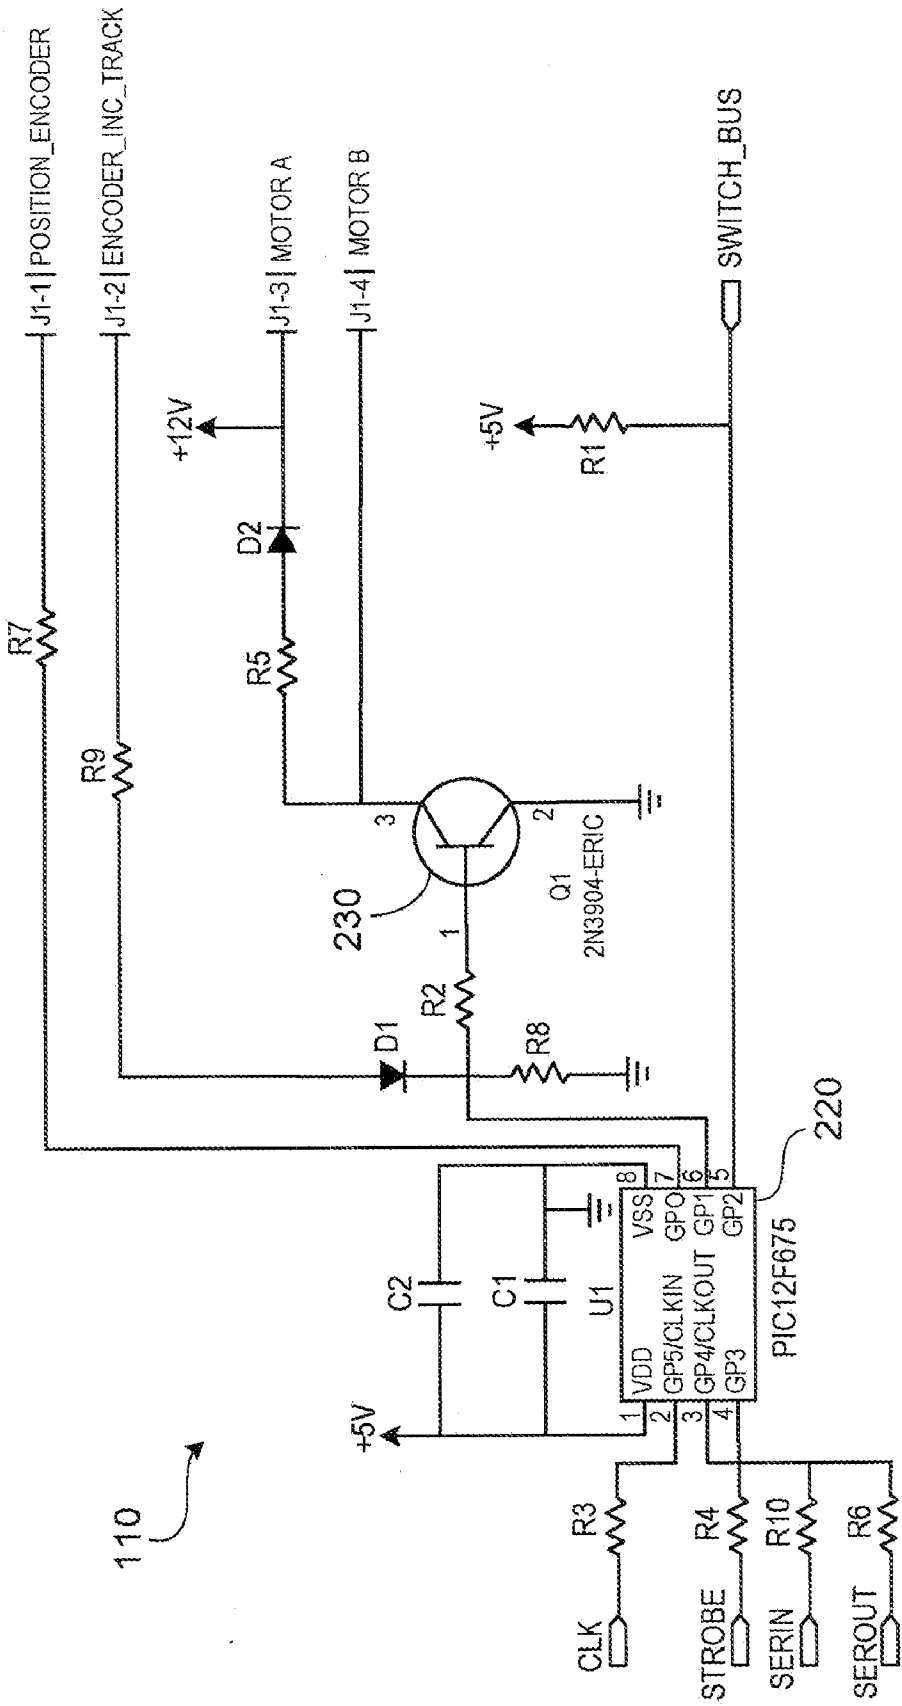 110
J1-1 POSITION_ENCODER
J1-2 ENCODER_INC_TRACK
J1-3 MOTOR A
J1-4 MOTOR B
R7
R9
+12V
D2
R5
+5V
R1
SWITCH_BUS
230
3
2
1
Q1
2N3904-ERIC
D1
R2
R8
+5V
C2
C1
U1
VDD
GP5/CLKIN
GP4/CLKOUT
GP3
VSS
GP0
GP1
GP2
1
2
3
4
8
7
6
5
PIC12F675
220
R3
R4
R10
R6
CLK
STROBE
SERIN
SEROUT